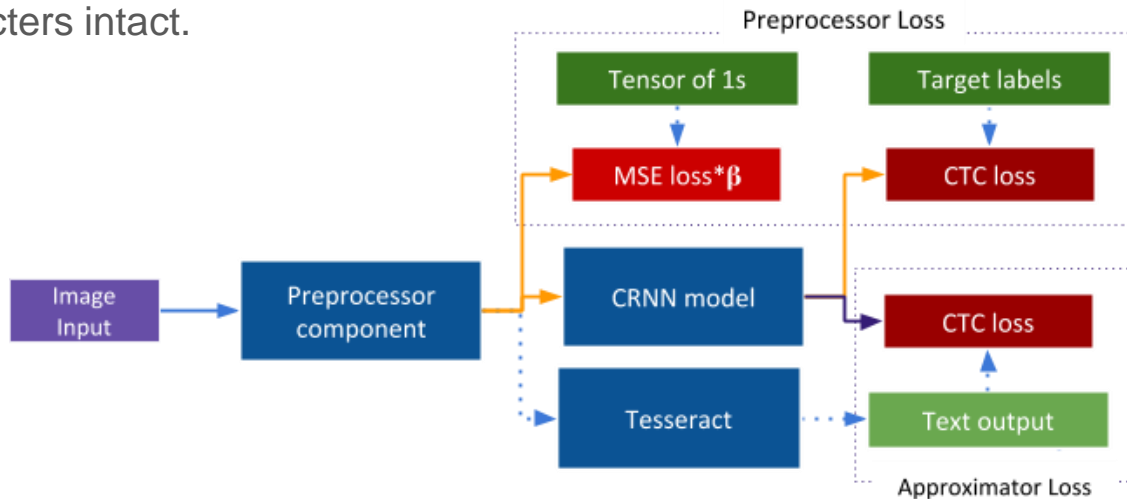 cters intact.
Preprocessor Loss
Tensor of 1s
Target labels
MSE loss*β
CTC loss
Image
Input
Preprocessor
component
CRNN model
CTC loss
Tesseract
Text output
Approximator Loss